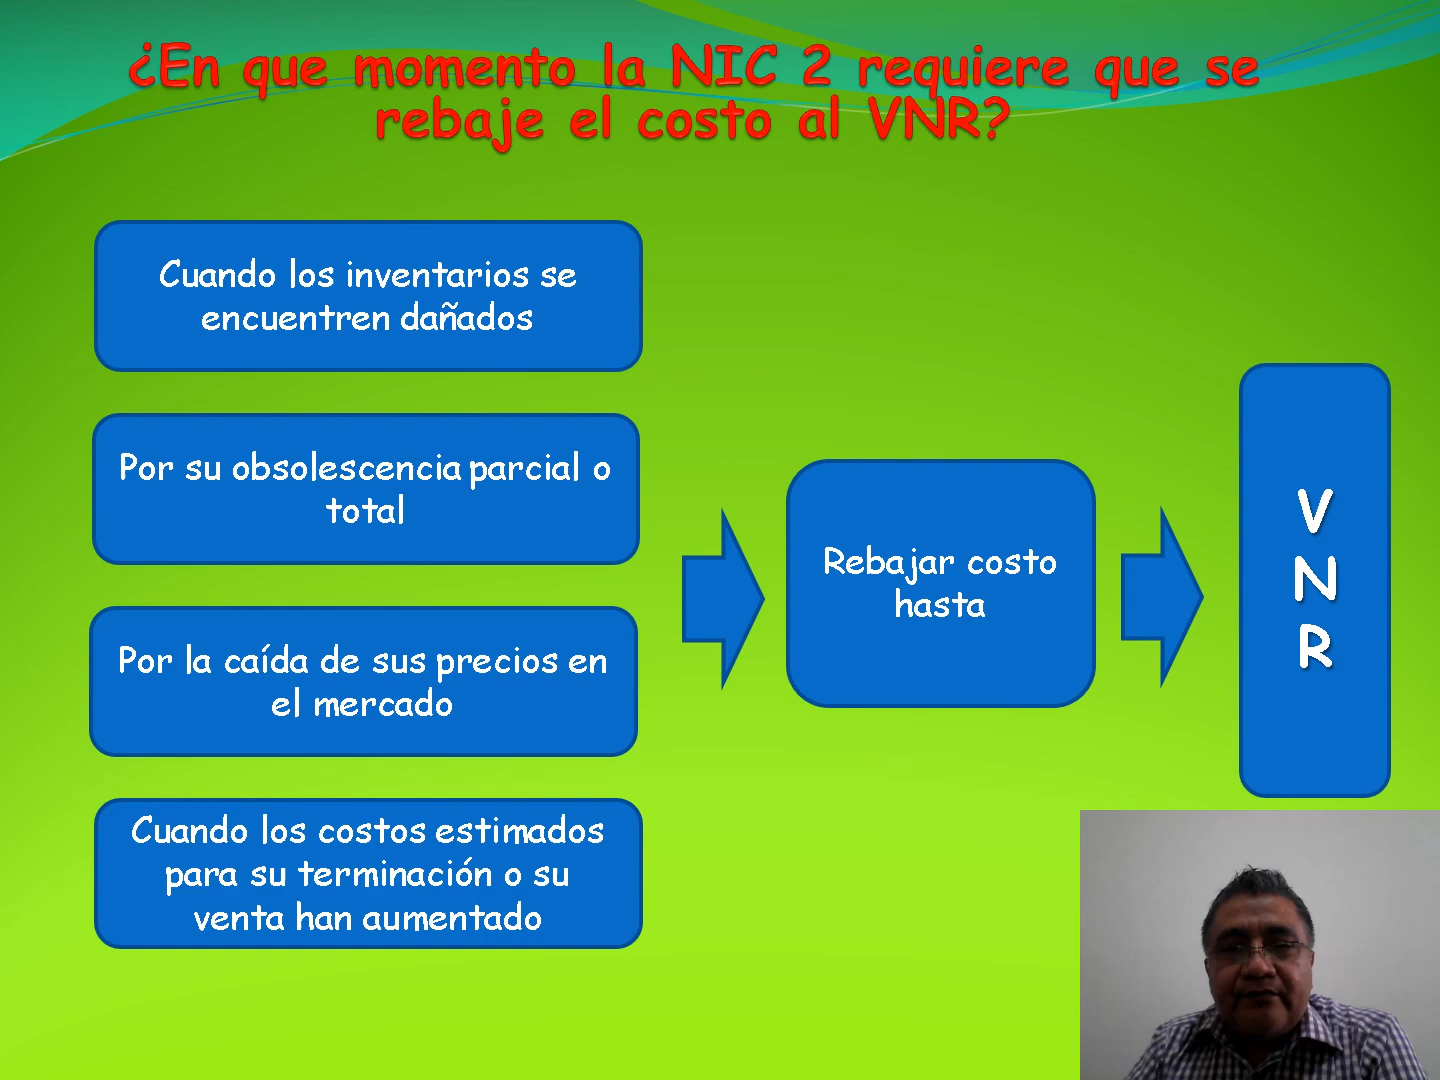 ¿En que momento la NIC 2 requiere que se
rebaje el costo al VNR?
Cuando los inventarios se
encuentren dañados
Por su obsolescencia parcial o
total
Por la caída de sus precios en
el mercado
Cuando los costos estimados
para su terminación o su
venta han aumentado
Rebajar costo
hasta
V
N
R